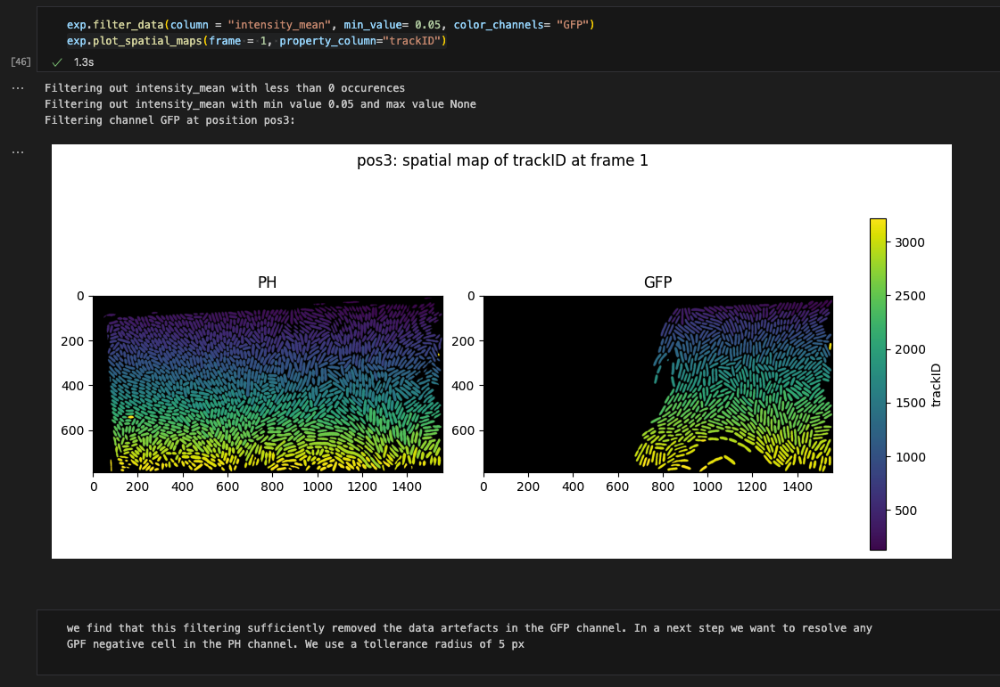 exp.filter_data(column = "intensity_mean", min_value= 0.05, color_channels= "GFP")
exp.plot_spatial_maps(frame = 1, property_column="trackID")
[46]
1.3s
...
Filtering out intensity_mean with less than 0 occurences
Filtering out intensity_mean with min value 0.05 and max value None
Filtering channel GFP at position pos3:
...
pos3: spatial map of trackID at frame 1
PH
0
200
400
600
0 200 400 600 800 1000 1200 1400
GFP
0
200
400
600
0 200 400 600 800 1000 1200 1400
3000
2500
2000
1500
1000
500
trackID
we find that this filtering sufficiently removed the data artefacts in the GFP channel. In a next step we want to resolve any
GPF negative cell in the PH channel. We use a tollerance radius of 5 px